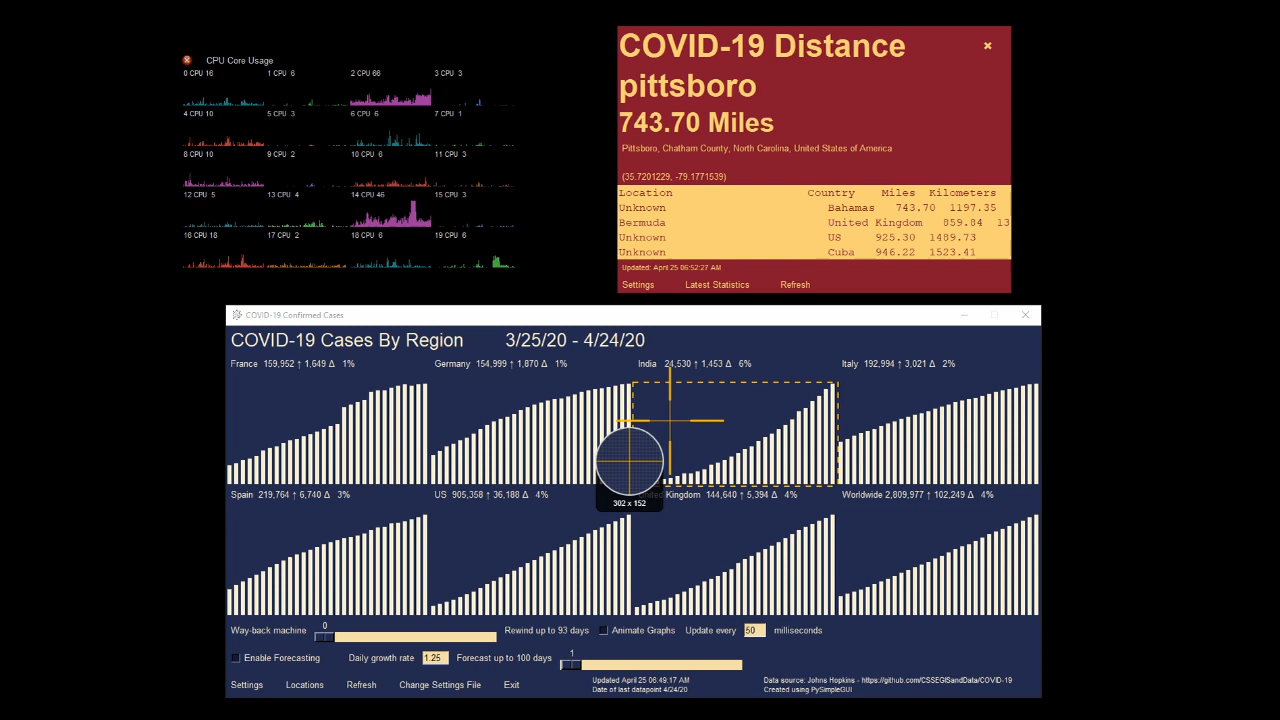 CPU Core Usage
0 CPU 16 1 CPU 6 2 CPU 66 3 CPU 3
4 CPU 10 5 CPU 3 6 CPU 6 7 CPU 1
8 CPU 10 9 CPU 2 10 CPU 6 11 CPU 3
12 CPU 5 13 CPU 4 14 CPU 46 15 CPU 3
16 CPU 18 17 CPU 2 18 CPU 6 19 CPU 6
COVID-19 Distance
pittsboro
743.70 Miles
Pittsboro, Chatham County, North Carolina, United States of America
(35.7201229, -79.1771539)
Location Country Miles Kilometers
Unknown Bahamas 743.70 1197.35
Bermuda United Kingdom 859.84 13
Unknown US 925.30 1489.73
Unknown Cuba 946.22 1523.41
Updated: April 25 06:52:27 AM
Settings Latest Statistics Refresh
COVID-19 Confirmed Cases
COVID-19 Cases By Region 3/25/20 - 4/24/20
France 159,952 ↑ 1,649 Δ 1% Germany 154,999 ↑ 1,870 Δ 1% India 24,530 ↑ 1,453 Δ 6% Italy 192,994 ↑ 3,021 Δ 2%
Spain 219,764 ↑ 6,740 Δ 3% US 905,358 ↑ 36,188 Δ 4% United Kingdom 144,640 ↑ 5,394 Δ 4% Worldwide 2,809,977 ↑ 102,249 Δ 4%
302 x 152
0
Way-back machine Rewind up to 93 days Animate Graphs Update every 50 milliseconds
1
Enable Forecasting Daily growth rate 1.25 Forecast up to 100 days
Settings Locations Refresh Change Settings File Exit
Updated April 25 06:49:17 AM
Date of last datapoint 4/24/20
Data source: Johns Hopkins - https://github.com/CSSEGISandData/COVID-19
Created using PySimpleGUI